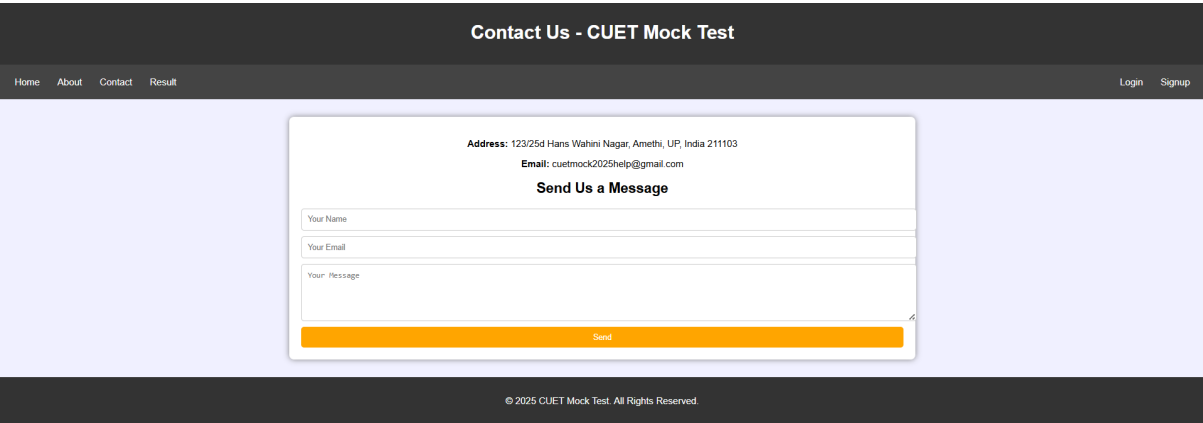 Contact Us - CUET Mock Test
Home About Contact Result Login Signup
Address: 123/25d Hans Wahini Nagar, Amethi, UP, India 211103
Email: cuetmock2025help@gmail.com
Send Us a Message
Your Name
Your Email
Your Message
Send
© 2025 CUET Mock Test. All Rights Reserved.